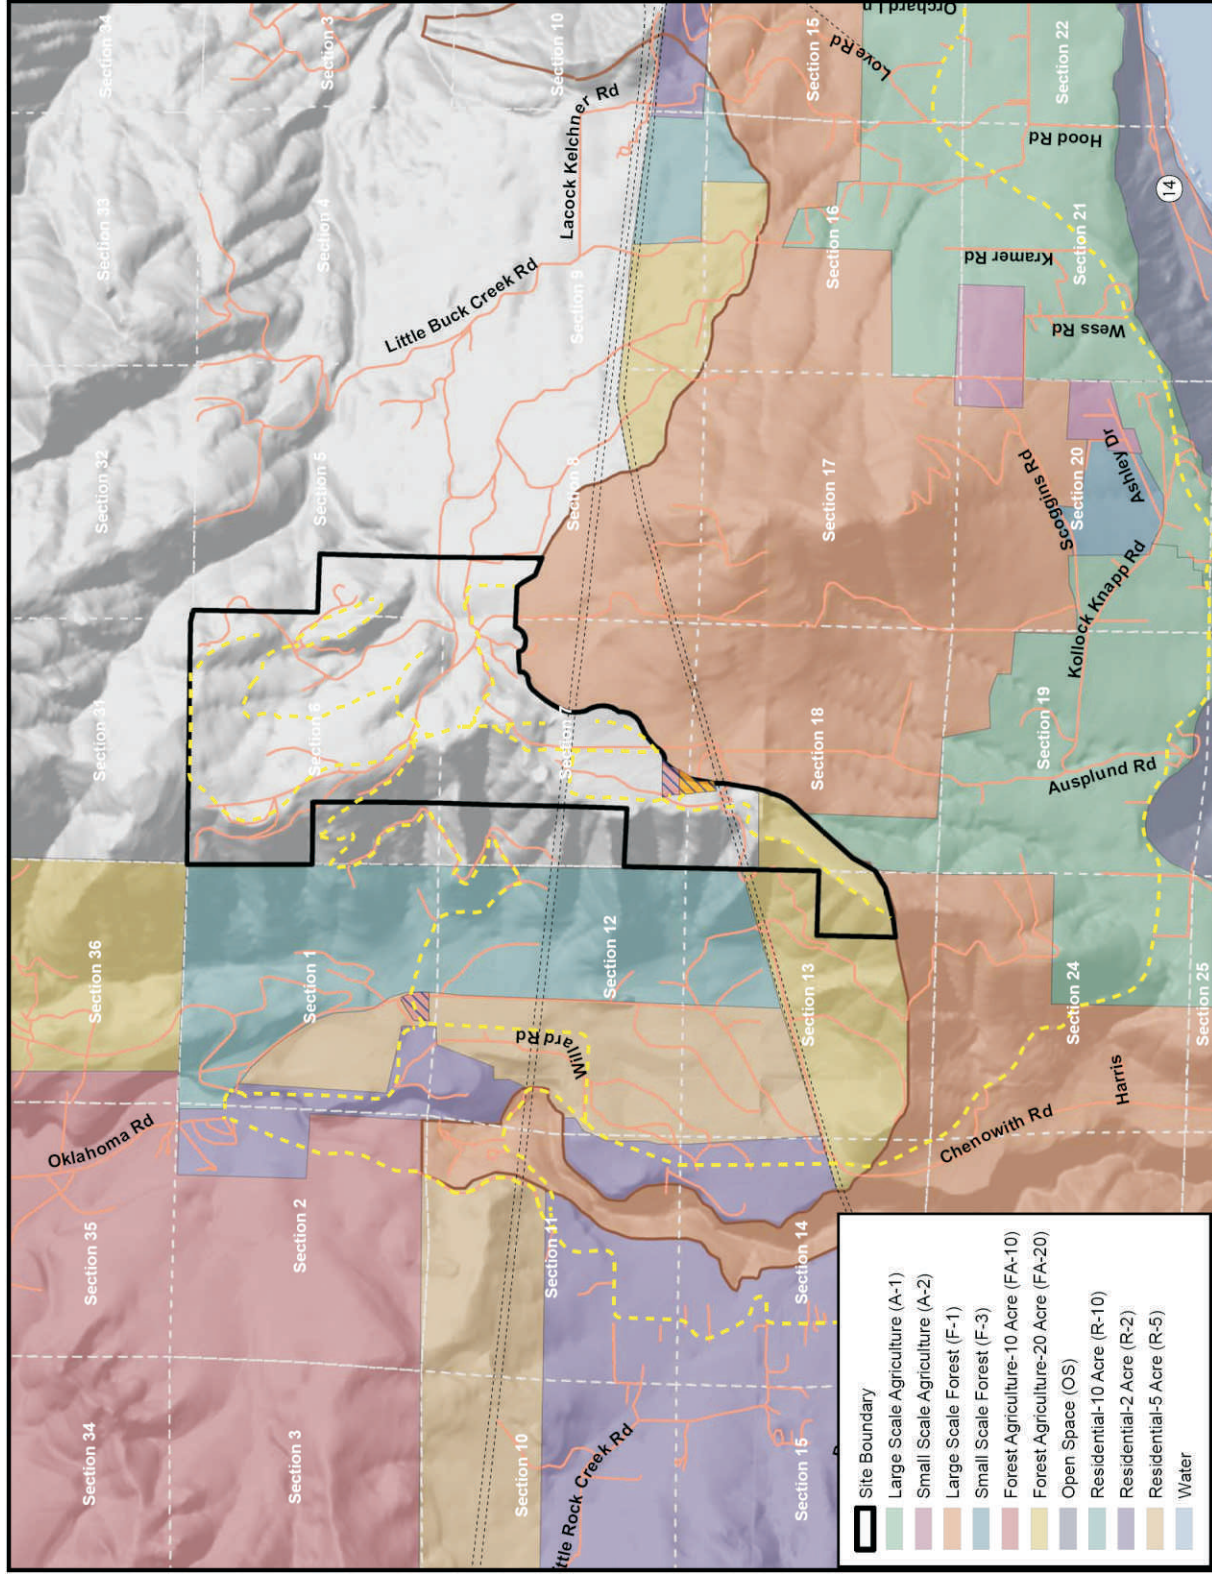 Section 34
Section 35
Section 36
Section 31
Section 32
Section 33
Section 34
Oklahoma Rd
Section 3
Section 2
Section 1
Section 6
Section 5
Section 4
Section 3
Little Buck Creek Rd
Lacock Kelchner Rd
Section 10
Section 11
Section 12
Section 7
Section 8
Section 9
Section 10
Willard Rd
ttle Rock Creek Rd
Section 15
Section 14
Section 13
Section 18
Section 17
Section 16
Section 15
Love Rd
Orchard Ln
Chenowith Rd
Harris
Section 24
Section 19
Section 20
Section 21
Section 22
Ausplund Rd
Kollock Knapp Rd
Scoggins Rd
Ashley Dr
Wess Rd
Kramer Rd
Hood Rd
14
Section 25
Site Boundary
Large Scale Agriculture (A-1)
Small Scale Agriculture (A-2)
Large Scale Forest (F-1)
Small Scale Forest (F-3)
Forest Agriculture-10 Acre (FA-10)
Forest Agriculture-20 Acre (FA-20)
Open Space (OS)
Residential-10 Acre (R-10)
Residential-2 Acre (R-2)
Residential-5 Acre (R-5)
Water